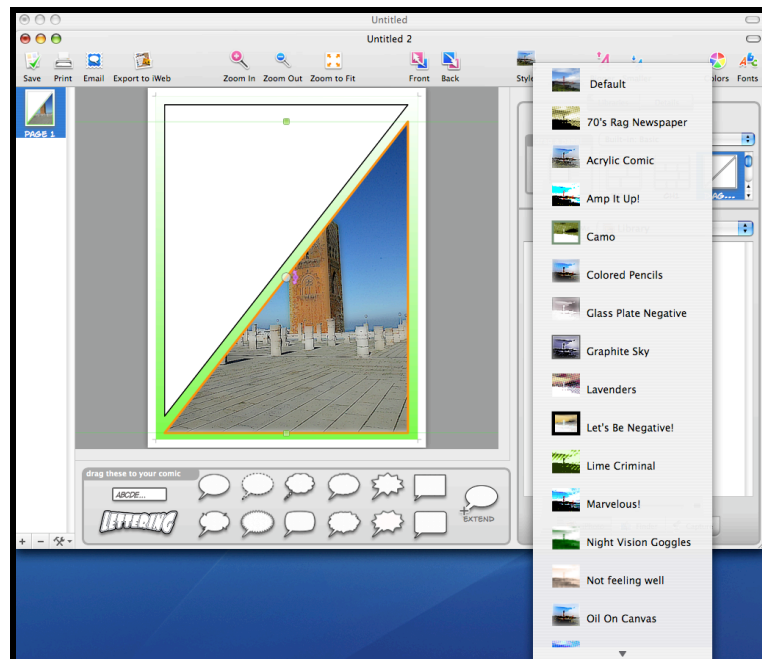 Untitled
Untitled 2
Save Print Email Export to iWeb Zoom In Zoom Out Zoom to Fit Front Back Style Colors Fonts
PAGE 1
Default
70's Rag Newspaper
Acrylic Comic
Amp It Up!
Camo
Colored Pencils
Glass Plate Negative
Graphite Sky
Lavenders
Let's Be Negative!
Lime Criminal
Marvelous!
Night Vision Goggles
Not feeling well
Oil On Canvas
drag these to your comic
ABCDE...
LETTERING
EXTEND